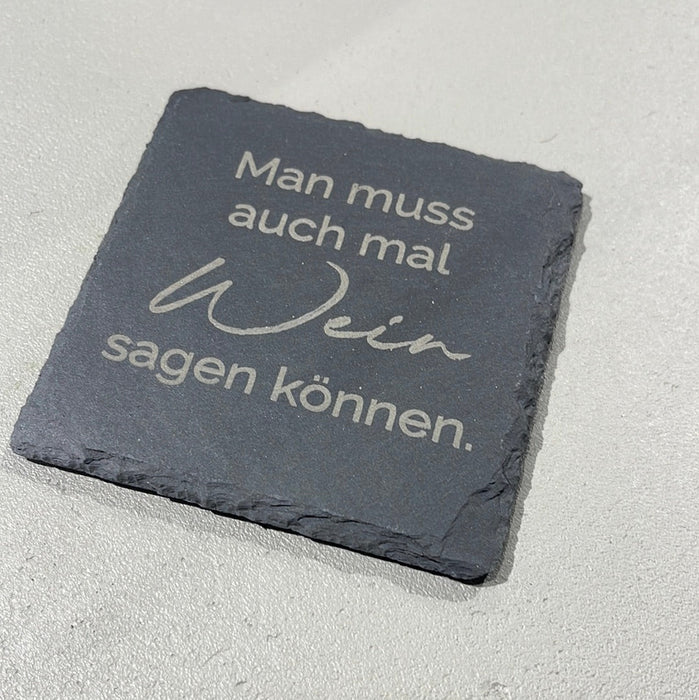 Man muss
auch mal
Wein
sagen können.